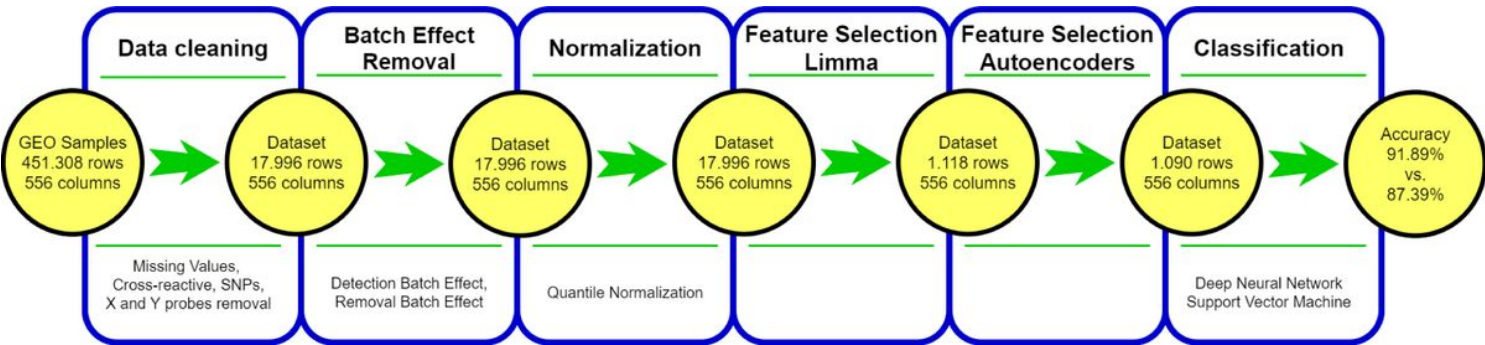 Data cleaning
Batch Effect
Removal
Normalization
Feature Selection
Limma
Feature Selection
Autoencoders
Classification
GEO Samples
451.308 rows
556 columns
Dataset
17.996 rows
556 columns
Dataset
17.996 rows
556 columns
Dataset
17.996 rows
556 columns
Dataset
1.118 rows
556 columns
Dataset
1.090 rows
556 columns
Accuracy
91.89%
vs.
87.39%
Missing Values,
Cross-reactive, SNPs,
X and Y probes removal
Detection Batch Effect,
Removal Batch Effect
Quantile Normalization
Deep Neural Network
Support Vector Machine